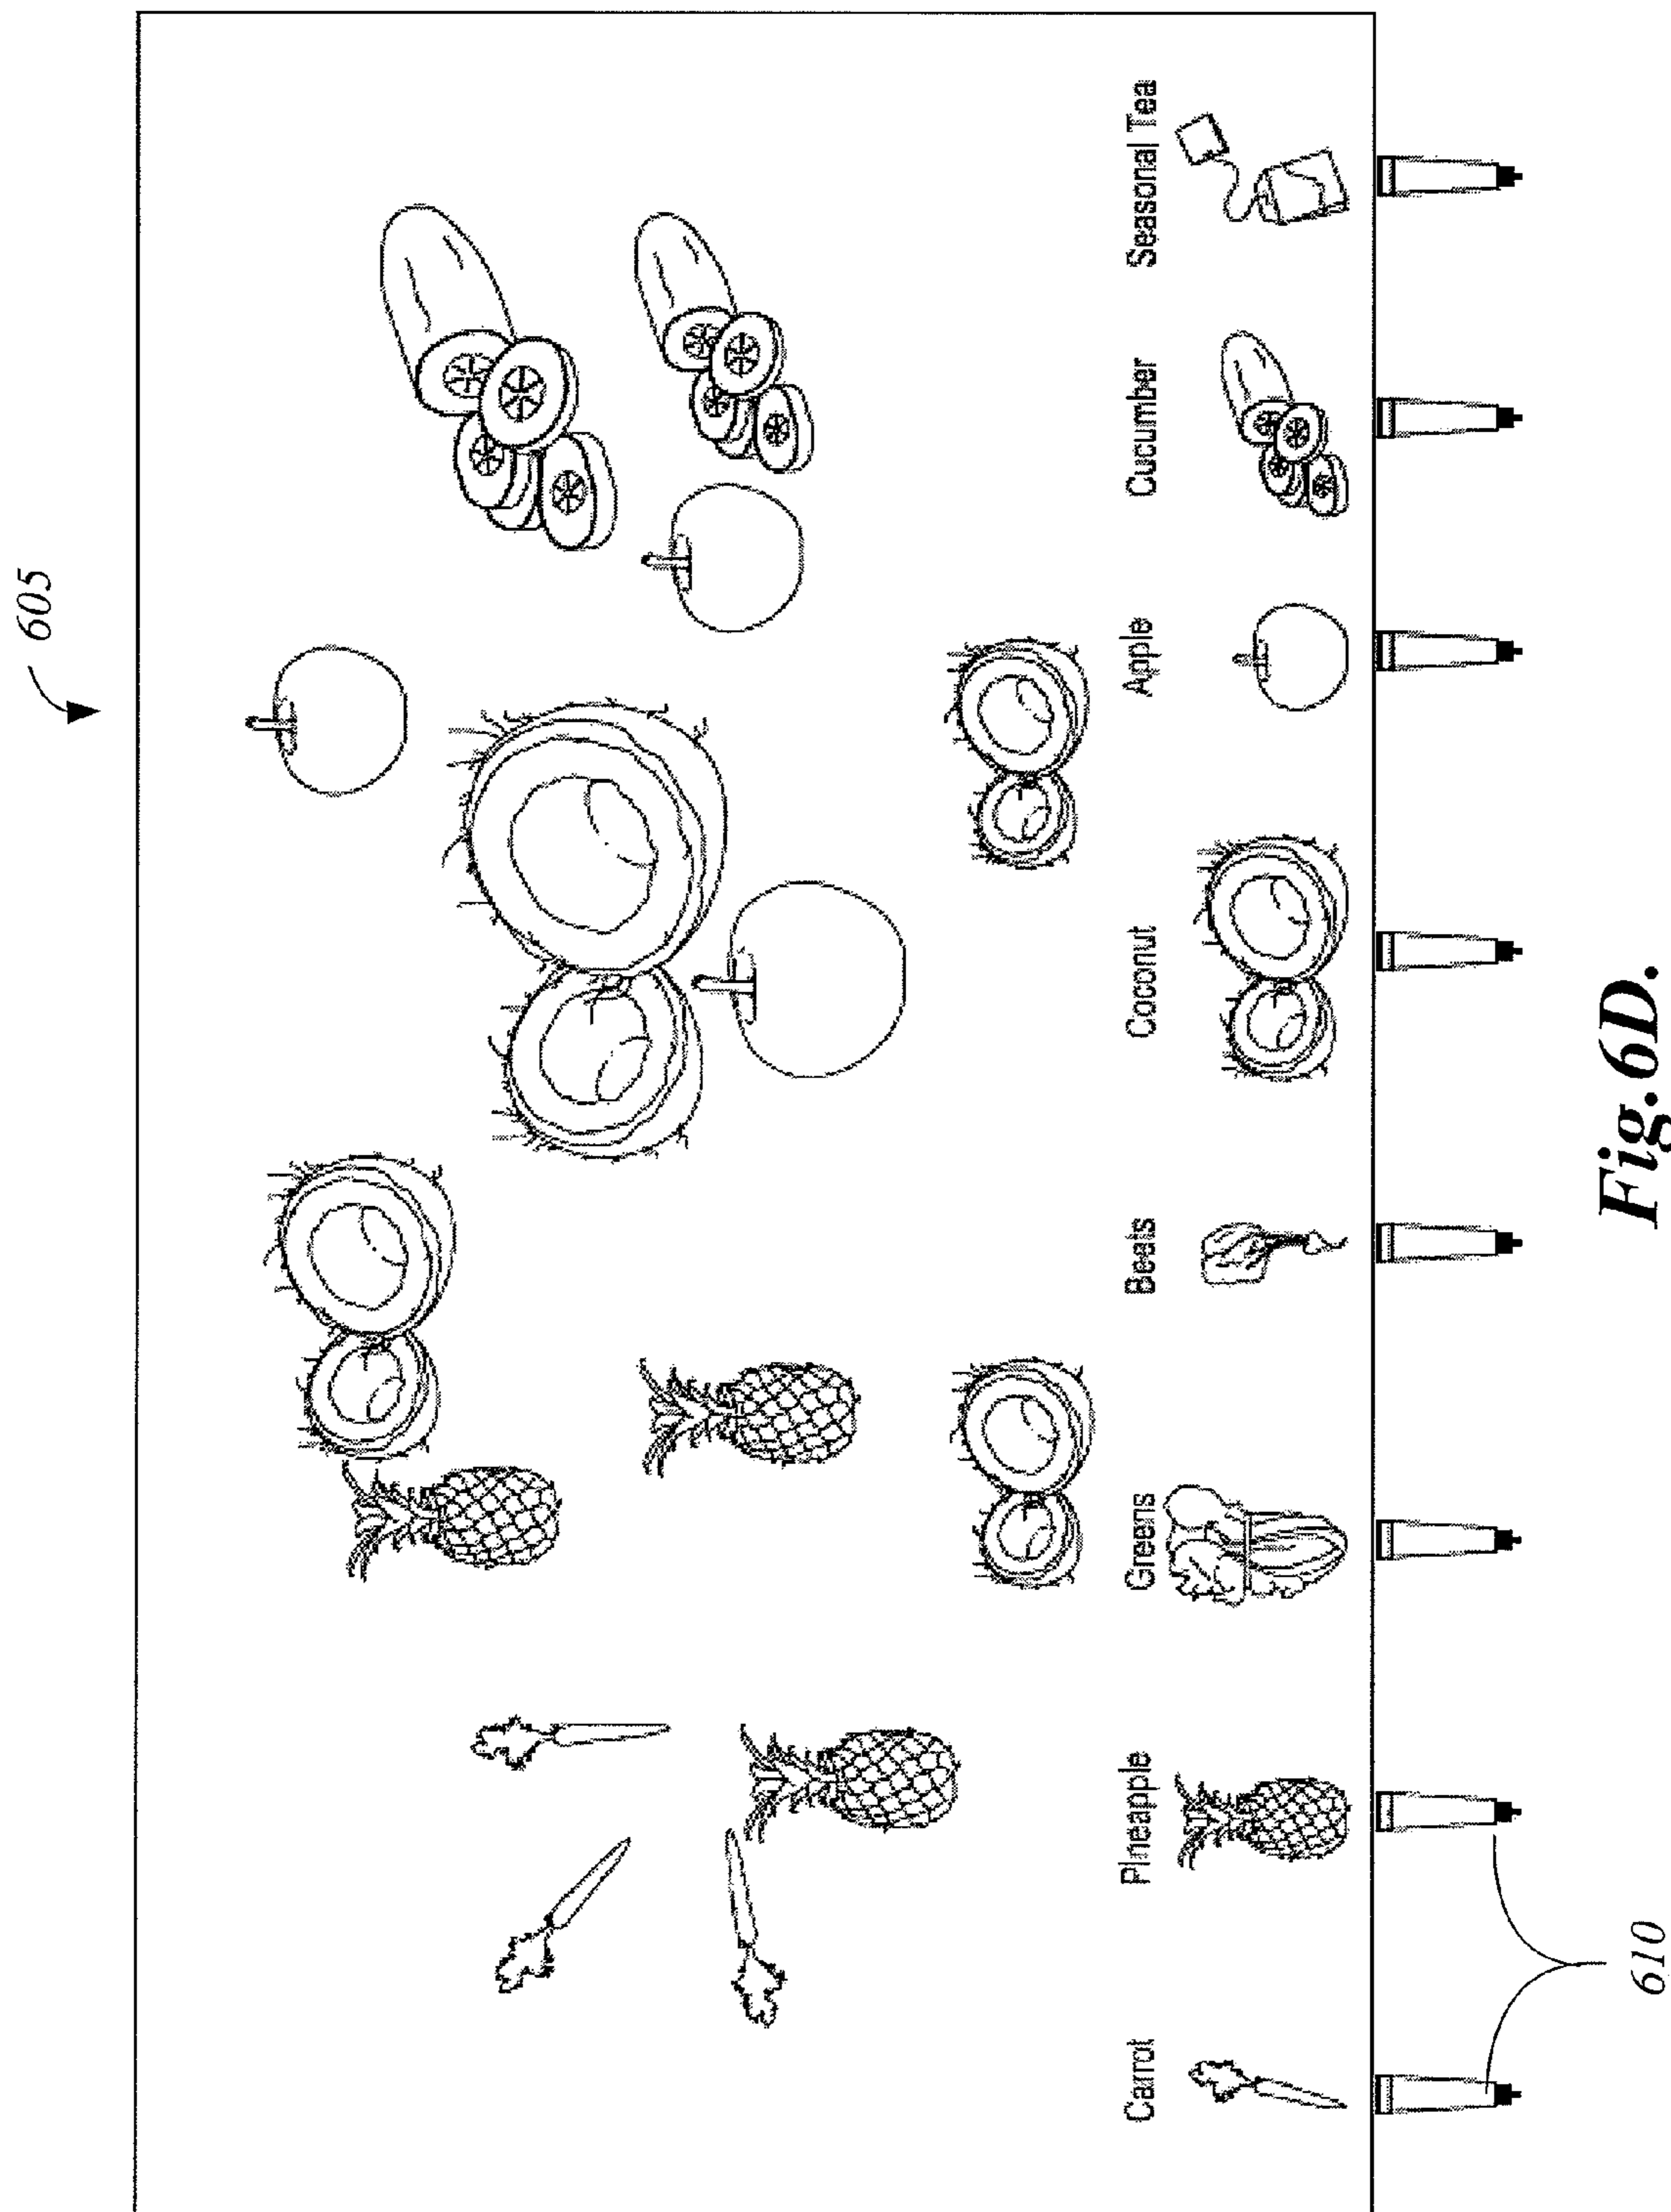 605
Carrot
Pineapple
Greens
Beets
Coconut
Apple
Cucumber
Seasonal Tea
610
Fig.6D.